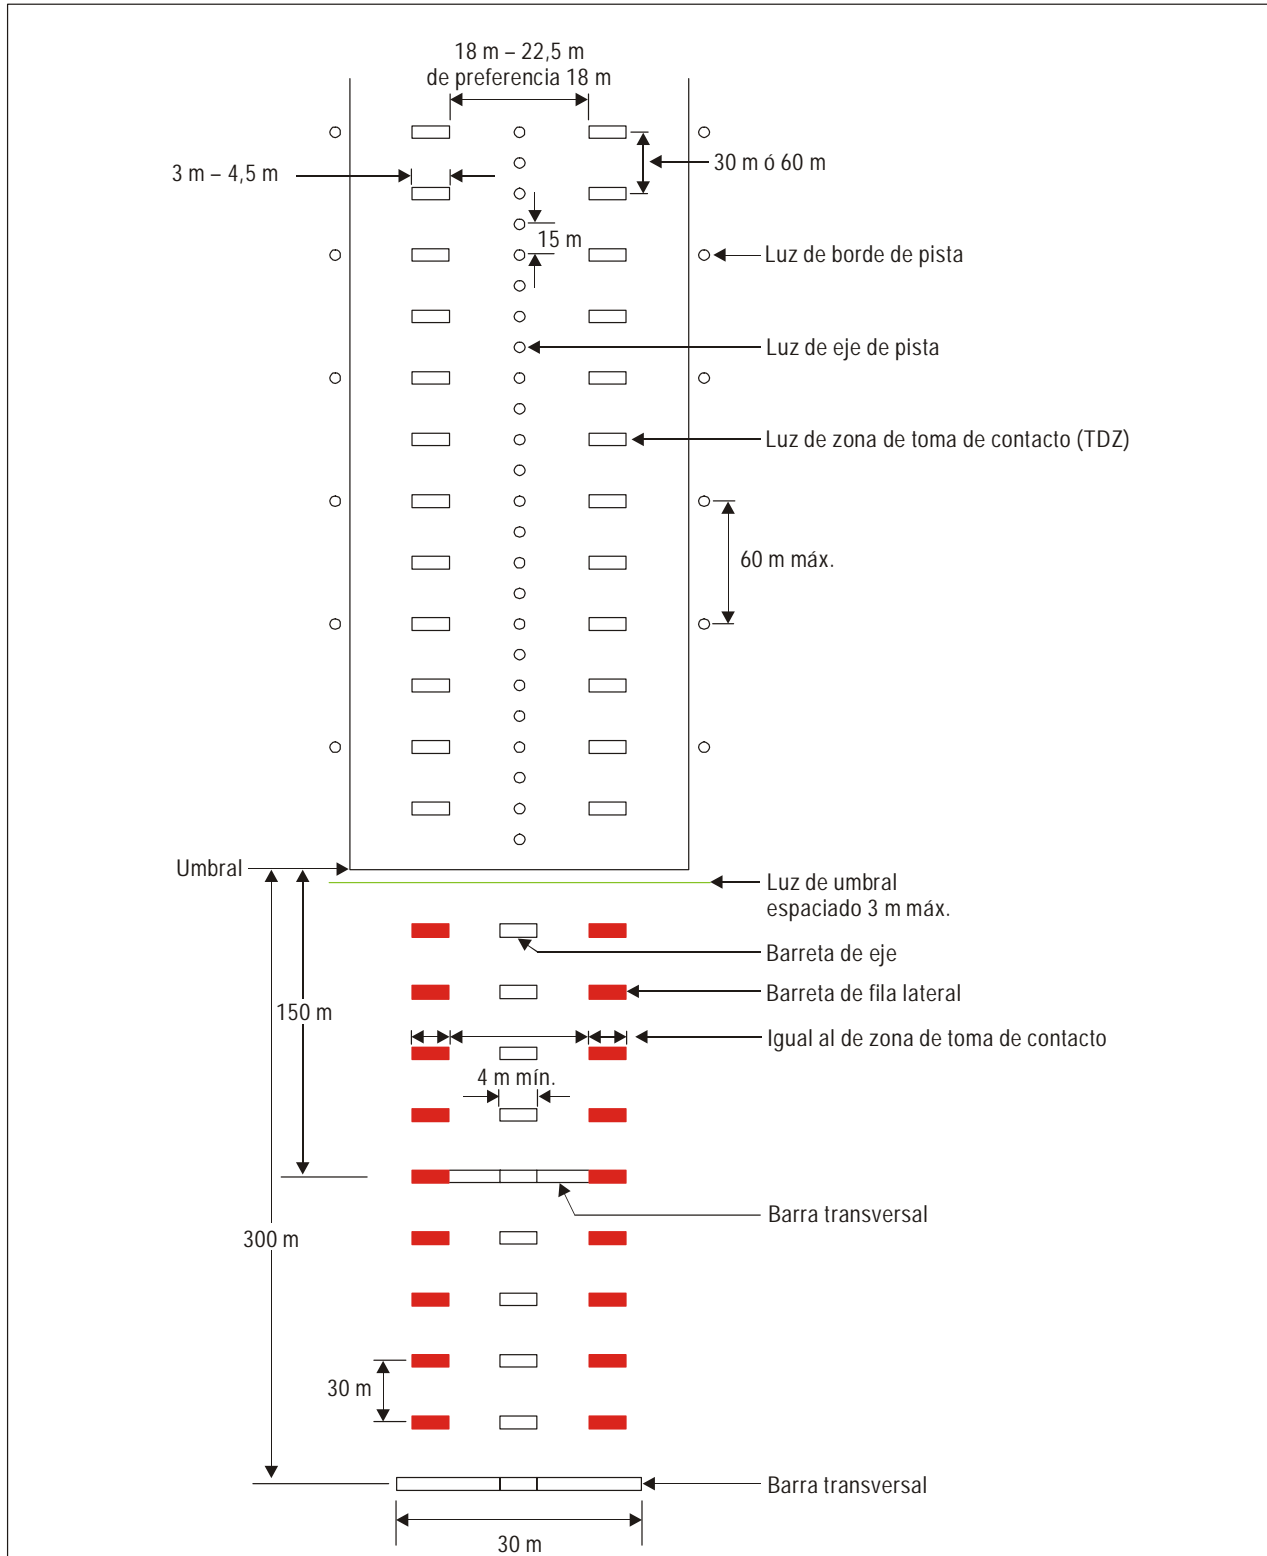 18 m – 22,5 m
de preferencia 18 m
30 m ó 60 m
3 m – 4,5 m
15 m
Luz de borde de pista
Luz de eje de pista
Luz de zona de toma de contacto (TDZ)
60 m máx.
Umbral
Luz de umbral
espaciado 3 m máx.
Barreta de eje
Barreta de fila lateral
150 m
Igual al de zona de toma de contacto
4 m mín.
Barra transversal
300 m
30 m
Barra transversal
30 m